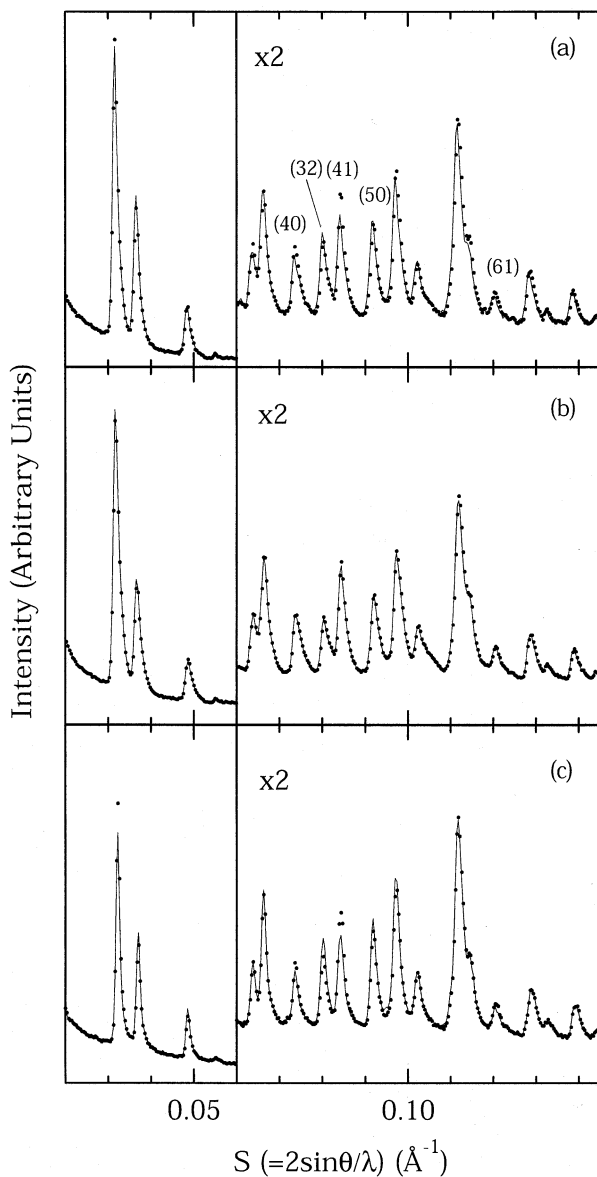 x2
(a)
(32) (41)
(40)
(50)
(61)
x2
(b)
x2
(c)
Intensity (Arbitrary Units)
0.05
0.10
S (=2sinθ/λ) (Å⁻¹)